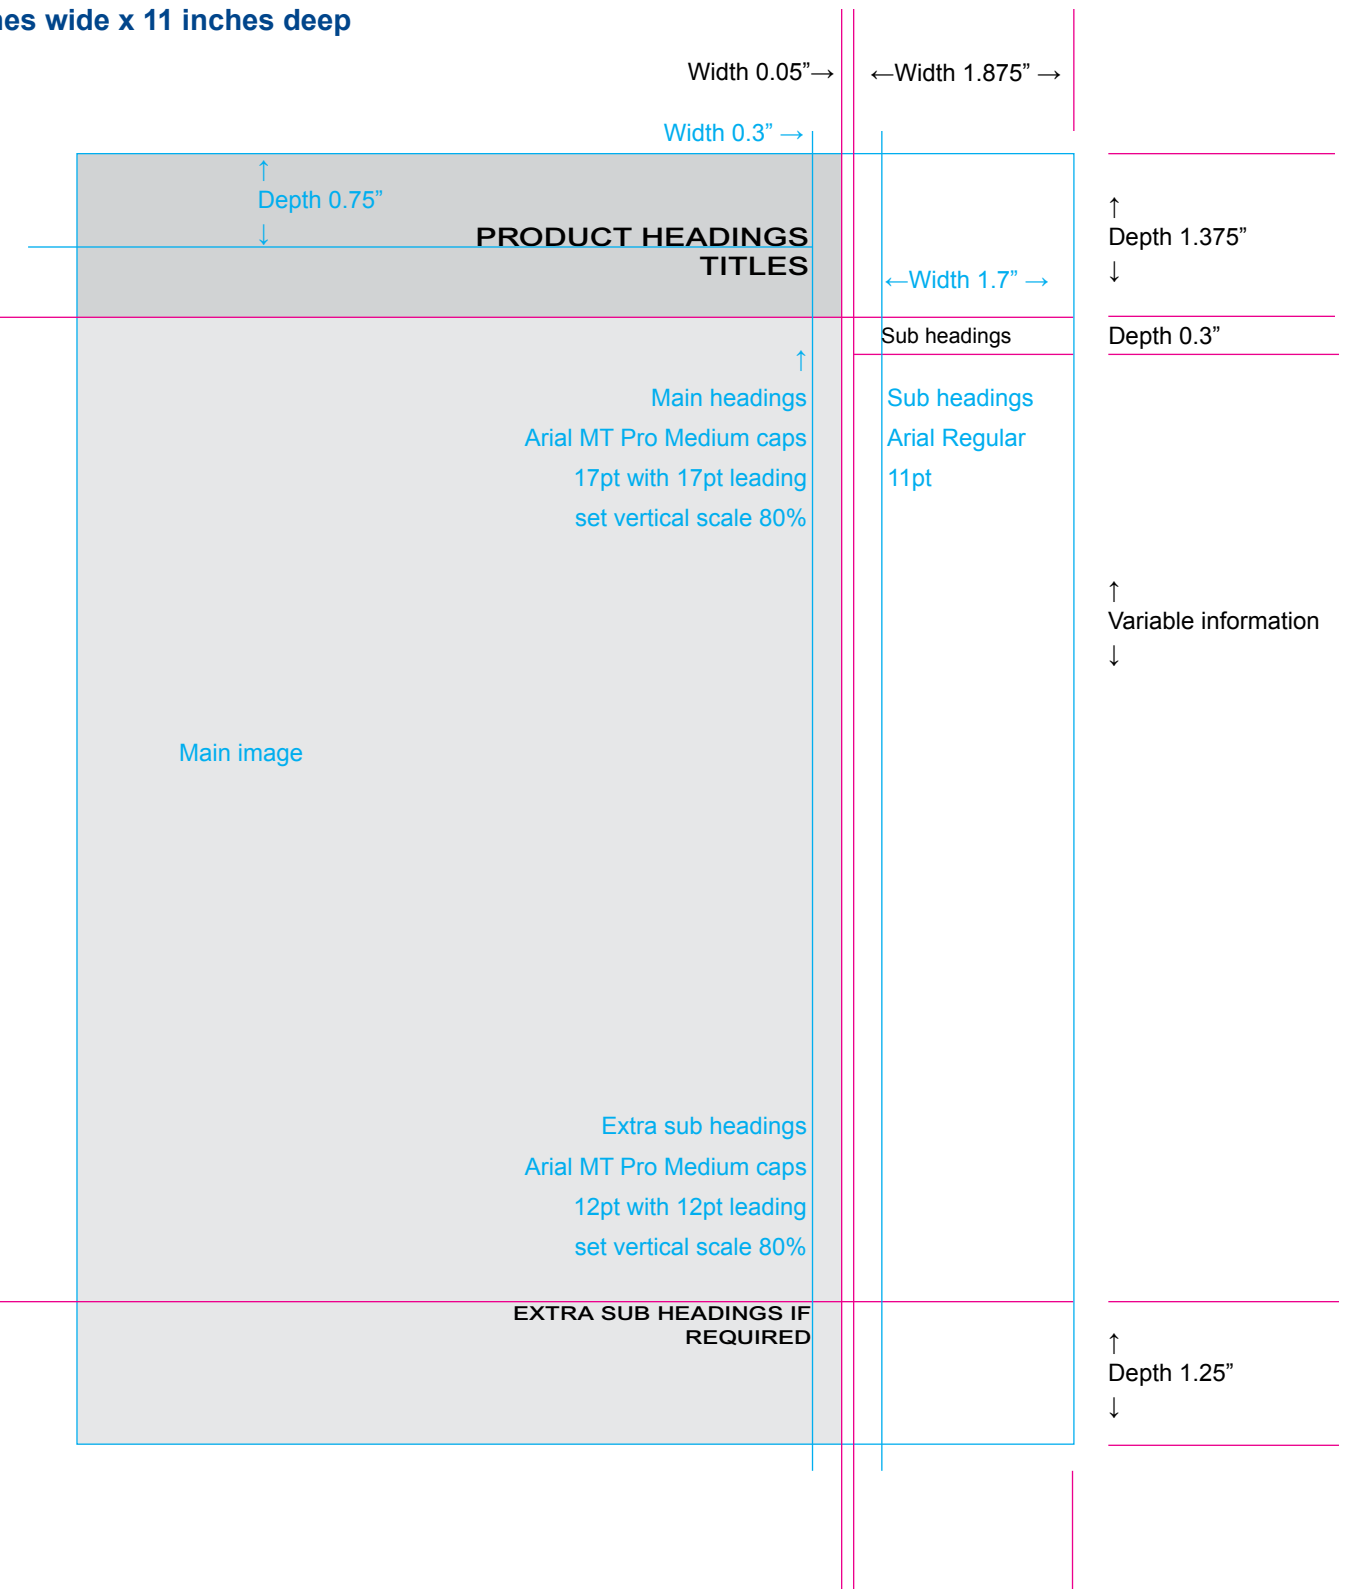 wide x 11 inches deep
Width 0.05”→
←Width 1.875” →
Width 0.3” →
↑
Depth 0.75”
↓
PRODUCT HEADINGS
TITLES
←Width 1.7” →
↑
Depth 1.375”
↓
Sub headings
Depth 0.3”
↑
Main headings
Arial MT Pro Medium caps
17pt with 17pt leading
set vertical scale 80%
Sub headings
Arial Regular
11pt
↑
Variable information
↓
Main image
Extra sub headings
Arial MT Pro Medium caps
12pt with 12pt leading
set vertical scale 80%
EXTRA SUB HEADINGS IF
REQUIRED
↑
Depth 1.25”
↓